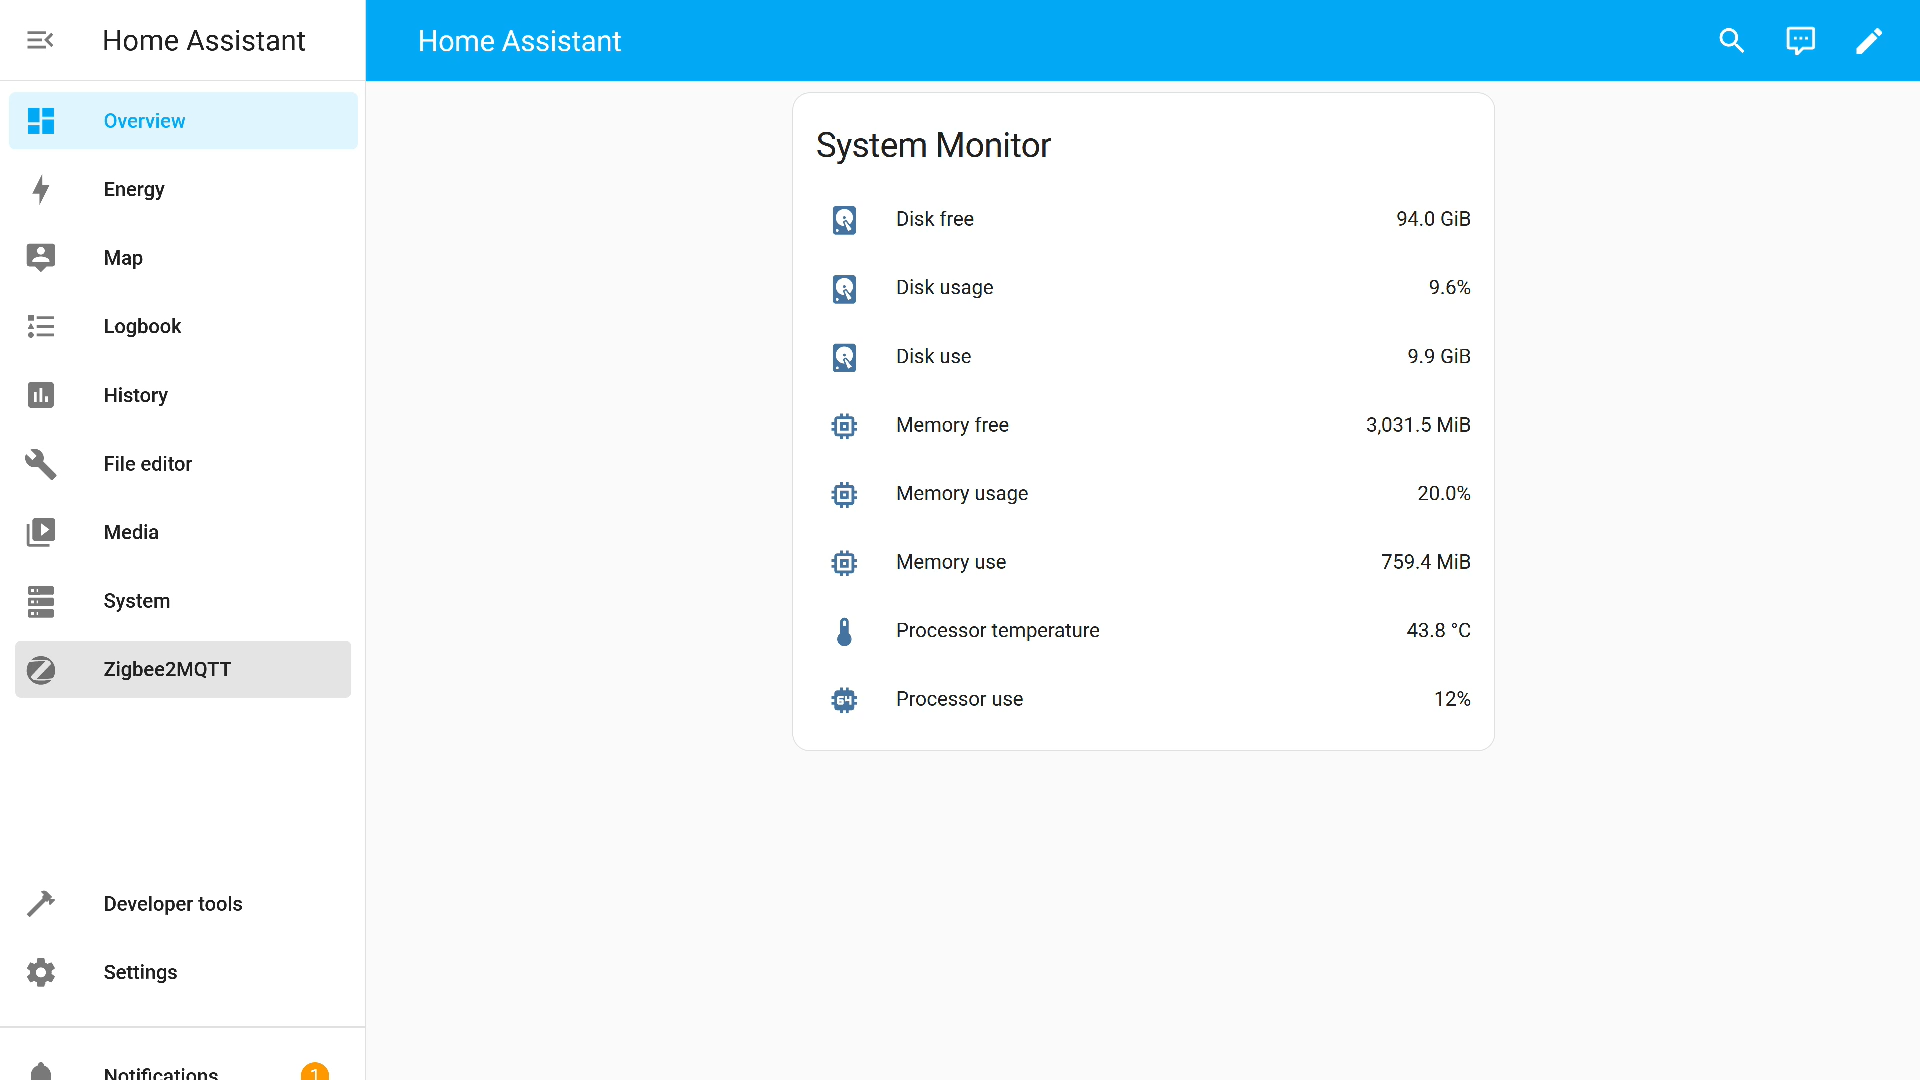 Home Assistant
Home Assistant
Overview
Energy
Map
Logbook
History
File editor
Media
System
Zigbee2MQTT
Developer tools
Settings
Notifications 1
System Monitor
Disk free 94.0 GiB
Disk usage 9.6%
Disk use 9.9 GiB
Memory free 3,031.5 MiB
Memory usage 20.0%
Memory use 759.4 MiB
Processor temperature 43.8 °C
64 Processor use 12%